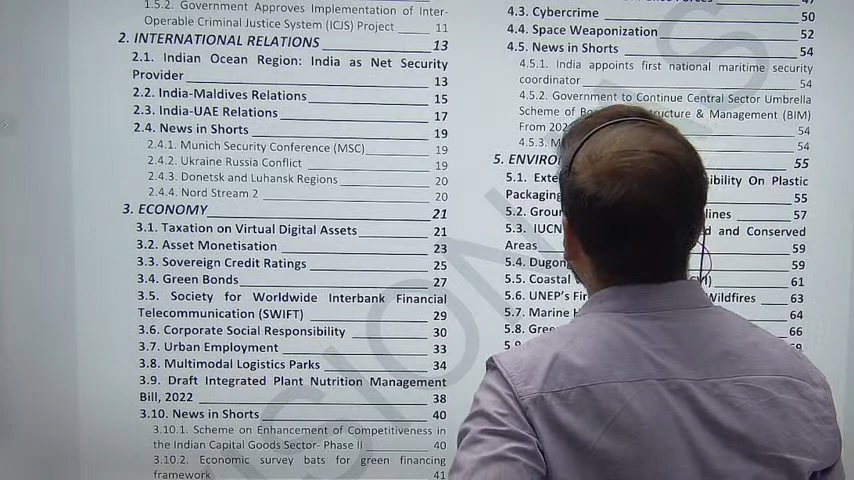 1.5.2. Government Approves Implementation of Inter-
Operable Criminal Justice System (ICJS) Project 11
2. INTERNATIONAL RELATIONS 13
2.1. Indian Ocean Region: India as Net Security
Provider 13
2.2. India-Maldives Relations 15
2.3. India-UAE Relations 17
2.4. News in Shorts 19
2.4.1. Munich Security Conference (MSC) 19
2.4.2. Ukraine Russia Conflict 19
2.4.3. Donetsk and Luhansk Regions 20
2.4.4. Nord Stream 2 20
3. ECONOMY 21
3.1. Taxation on Virtual Digital Assets 21
3.2. Asset Monetisation 23
3.3. Sovereign Credit Ratings 25
3.4. Green Bonds 27
3.5. Society for Worldwide Interbank Financial
Telecommunication (SWIFT) 29
3.6. Corporate Social Responsibility 30
3.7. Urban Employment 33
3.8. Multimodal Logistics Parks 34
3.9. Draft Integrated Plant Nutrition Management
Bill, 2022 38
3.10. News in Shorts 40
3.10.1. Scheme on Enhancement of Competitiveness in
the Indian Capital Goods Sector- Phase II 40
3.10.2. Economic survey bats for green financing
framework 41
4.3. Cybercrime 50
4.4. Space Weaponization 52
4.5. News in Shorts 54
4.5.1. India appoints first national maritime security
coordinator 54
4.5.2. Government to Continue Central Sector Umbrella
Scheme of & Management (BIM)
From 54
4.5.3. 54
5. 55
5.1. On Plastic
Packaging 55
5.2. 57
5.3. IUCN and Conserved
Areas 59
5.4. Dugong 59
5.5. Coastal 61
5.6. UNEP's Wildfires 63
5.7. Marine 64
5.8. 66
VISION IAS